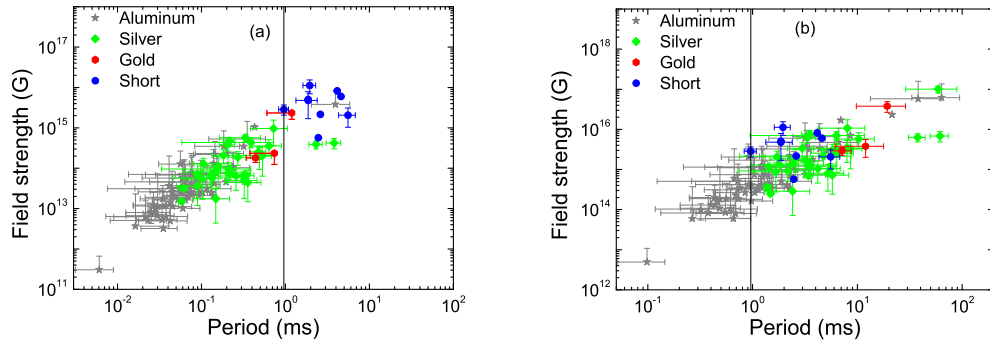 Aluminum
Silver
Gold
Short
(a)
10^17
10^15
10^13
10^11
Field strength (G)
10^-2
10^-1
10^0
10^1
10^2
Period (ms)
Aluminum
Silver
Gold
Short
(b)
10^18
10^16
10^14
10^12
Field strength (G)
10^-1
10^0
10^1
10^2
Period (ms)